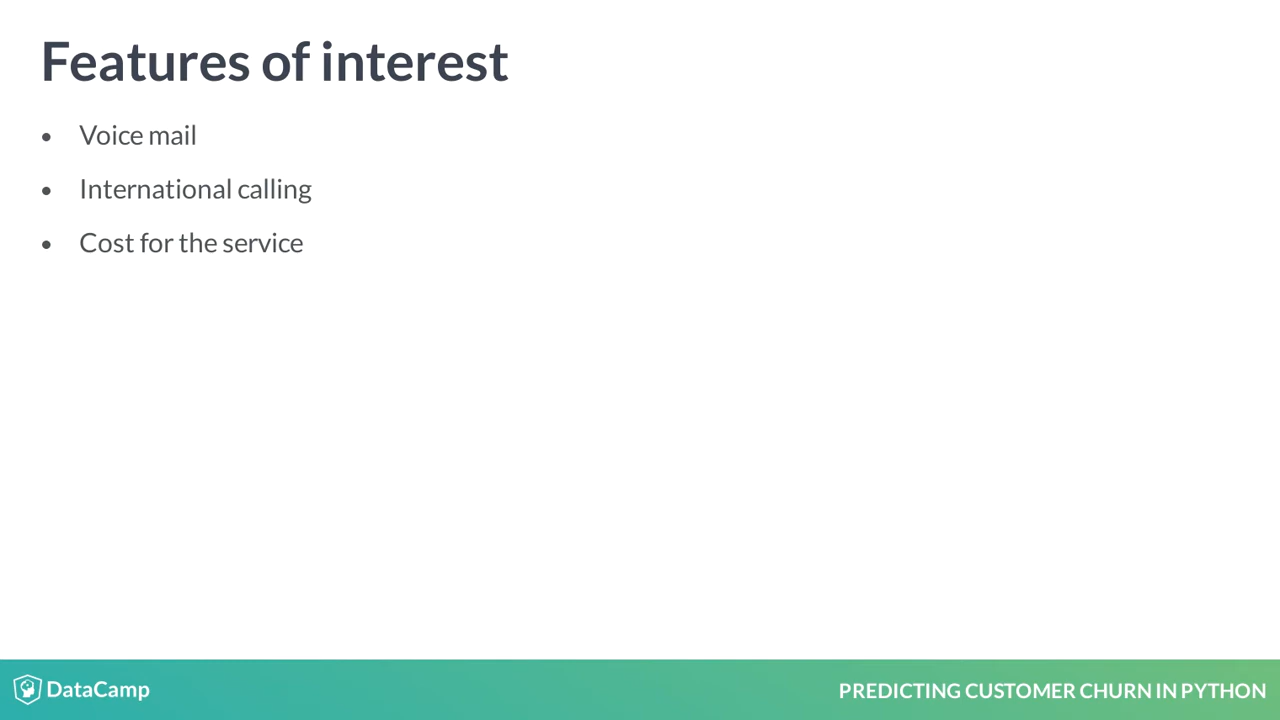 Features of interest
• Voice mail
• International calling
• Cost for the service
DataCamp
PREDICTING CUSTOMER CHURN IN PYTHON